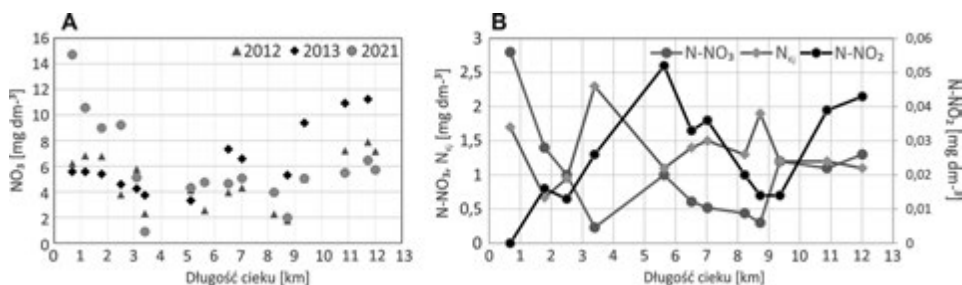 A
NO₃ [mg dm-³]
16
14
12
10
8
6
4
2
0
▲ 2012 ◆ 2013 ● 2021
0 1 2 3 4 5 6 7 8 9 10 11 12 13
Długość cieku [km]
B
N-NO₃, Nₖⱼ [mg dm-³]
3
2,5
2
1,5
1
0,5
0
N-NO₃ Nₖⱼ N-NO₂
0,06
0,05
0,04
0,03
0,02
0,01
0,00
N-NO₂ [mg dm-³]
0 1 2 3 4 5 6 7 8 9 10 11 12 13
Długość cieku [km]